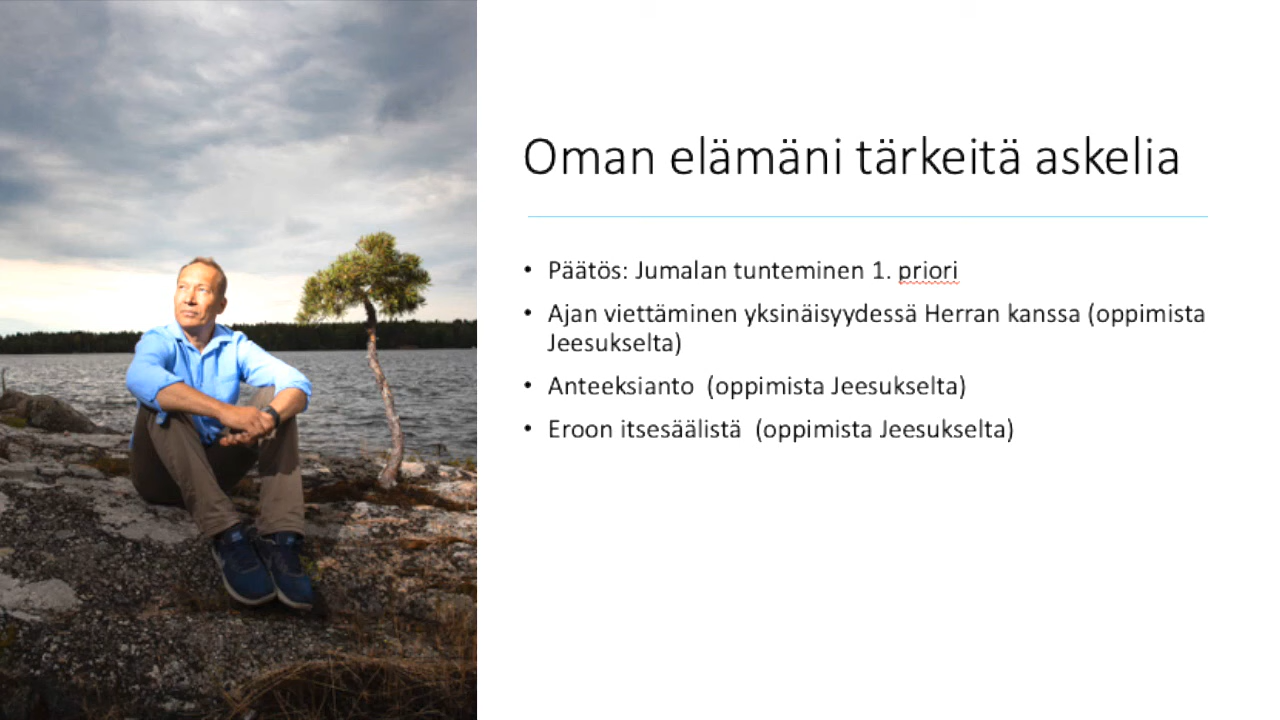 Oman elämäni tärkeitä askelia
• Päätös: Jumalan tunteminen 1. priori
• Ajan viettäminen yksinäisyydessä Herran kanssa (oppimista
Jeesukselta)
• Anteeksianto  (oppimista Jeesukselta)
• Eroon itsesäälistä  (oppimista Jeesukselta)